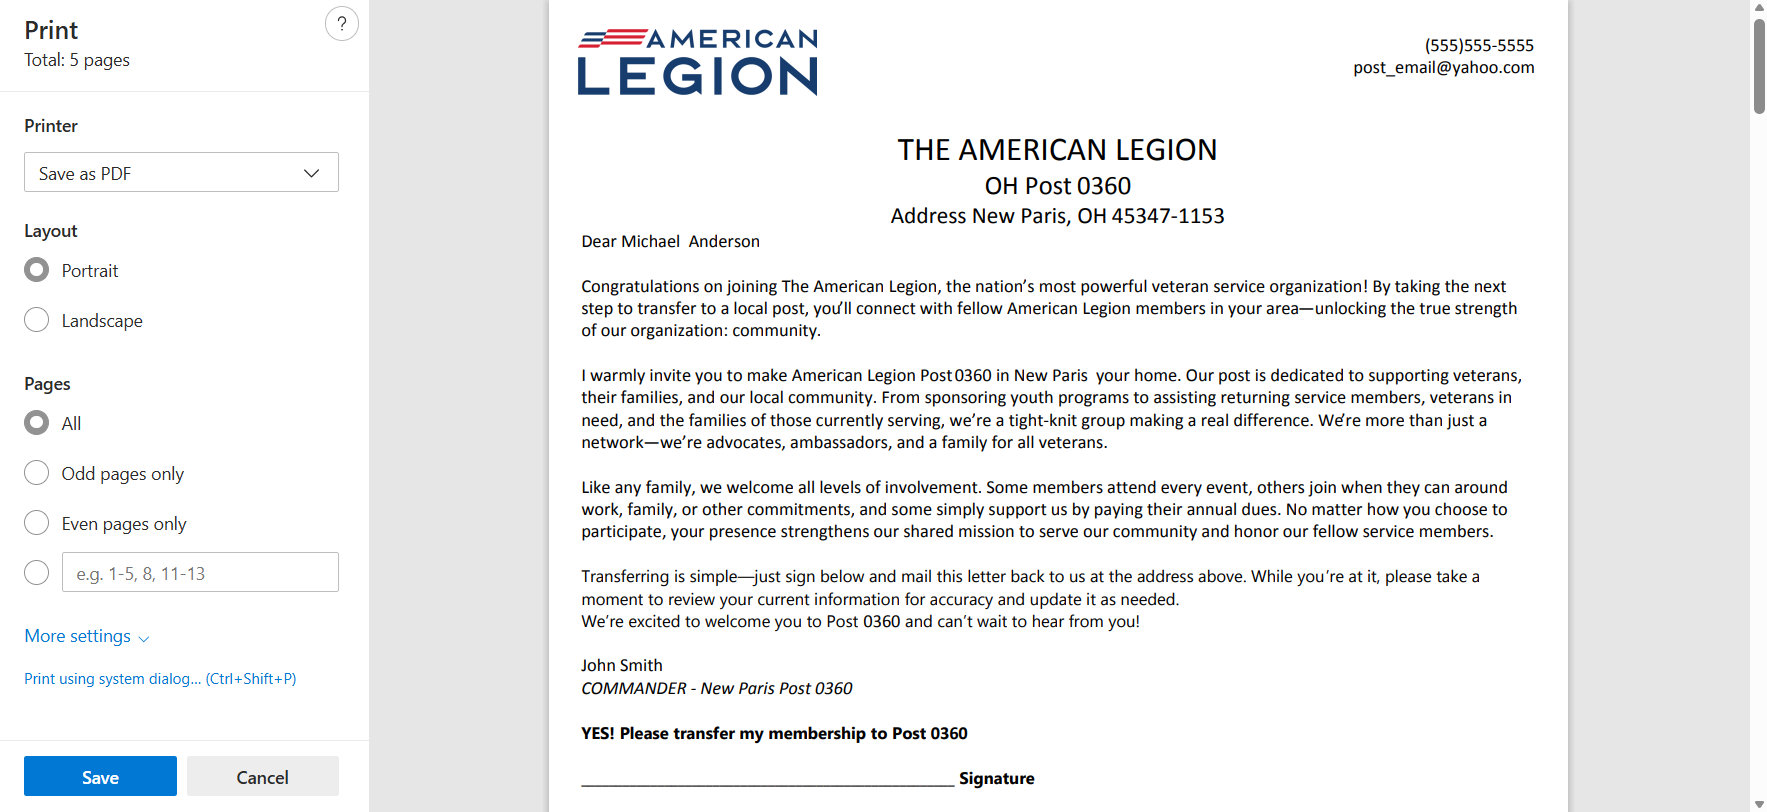 Print
Total: 5 pages
?
Printer
Save as PDF
Layout
Portrait
Landscape
Pages
All
Odd pages only
Even pages only
e.g. 1-5, 8, 11-13
More settings
Print using system dialog... (Ctrl+Shift+P)
Save
Cancel
AMERICAN
LEGION
(555)555-5555
post_email@yahoo.com
THE AMERICAN LEGION
OH Post 0360
Address New Paris, OH 45347-1153
Dear Michael  Anderson
Congratulations on joining The American Legion, the nation’s most powerful veteran service organization! By taking the next
step to transfer to a local post, you’ll connect with fellow American Legion members in your area—unlocking the true strength
of our organization: community.
I warmly invite you to make American Legion Post 0360 in New Paris  your home. Our post is dedicated to supporting veterans,
their families, and our local community. From sponsoring youth programs to assisting returning service members, veterans in
need, and the families of those currently serving, we’re a tight-knit group making a real difference. We’re more than just a
network—we’re advocates, ambassadors, and a family for all veterans.
Like any family, we welcome all levels of involvement. Some members attend every event, others join when they can around
work, family, or other commitments, and some simply support us by paying their annual dues. No matter how you choose to
participate, your presence strengthens our shared mission to serve our community and honor our fellow service members.
Transferring is simple—just sign below and mail this letter back to us at the address above. While you’re at it, please take a
moment to review your current information for accuracy and update it as needed.
We’re excited to welcome you to Post 0360 and can’t wait to hear from you!
John Smith
COMMANDER - New Paris Post 0360
YES! Please transfer my membership to Post 0360
___________________________________________ Signature